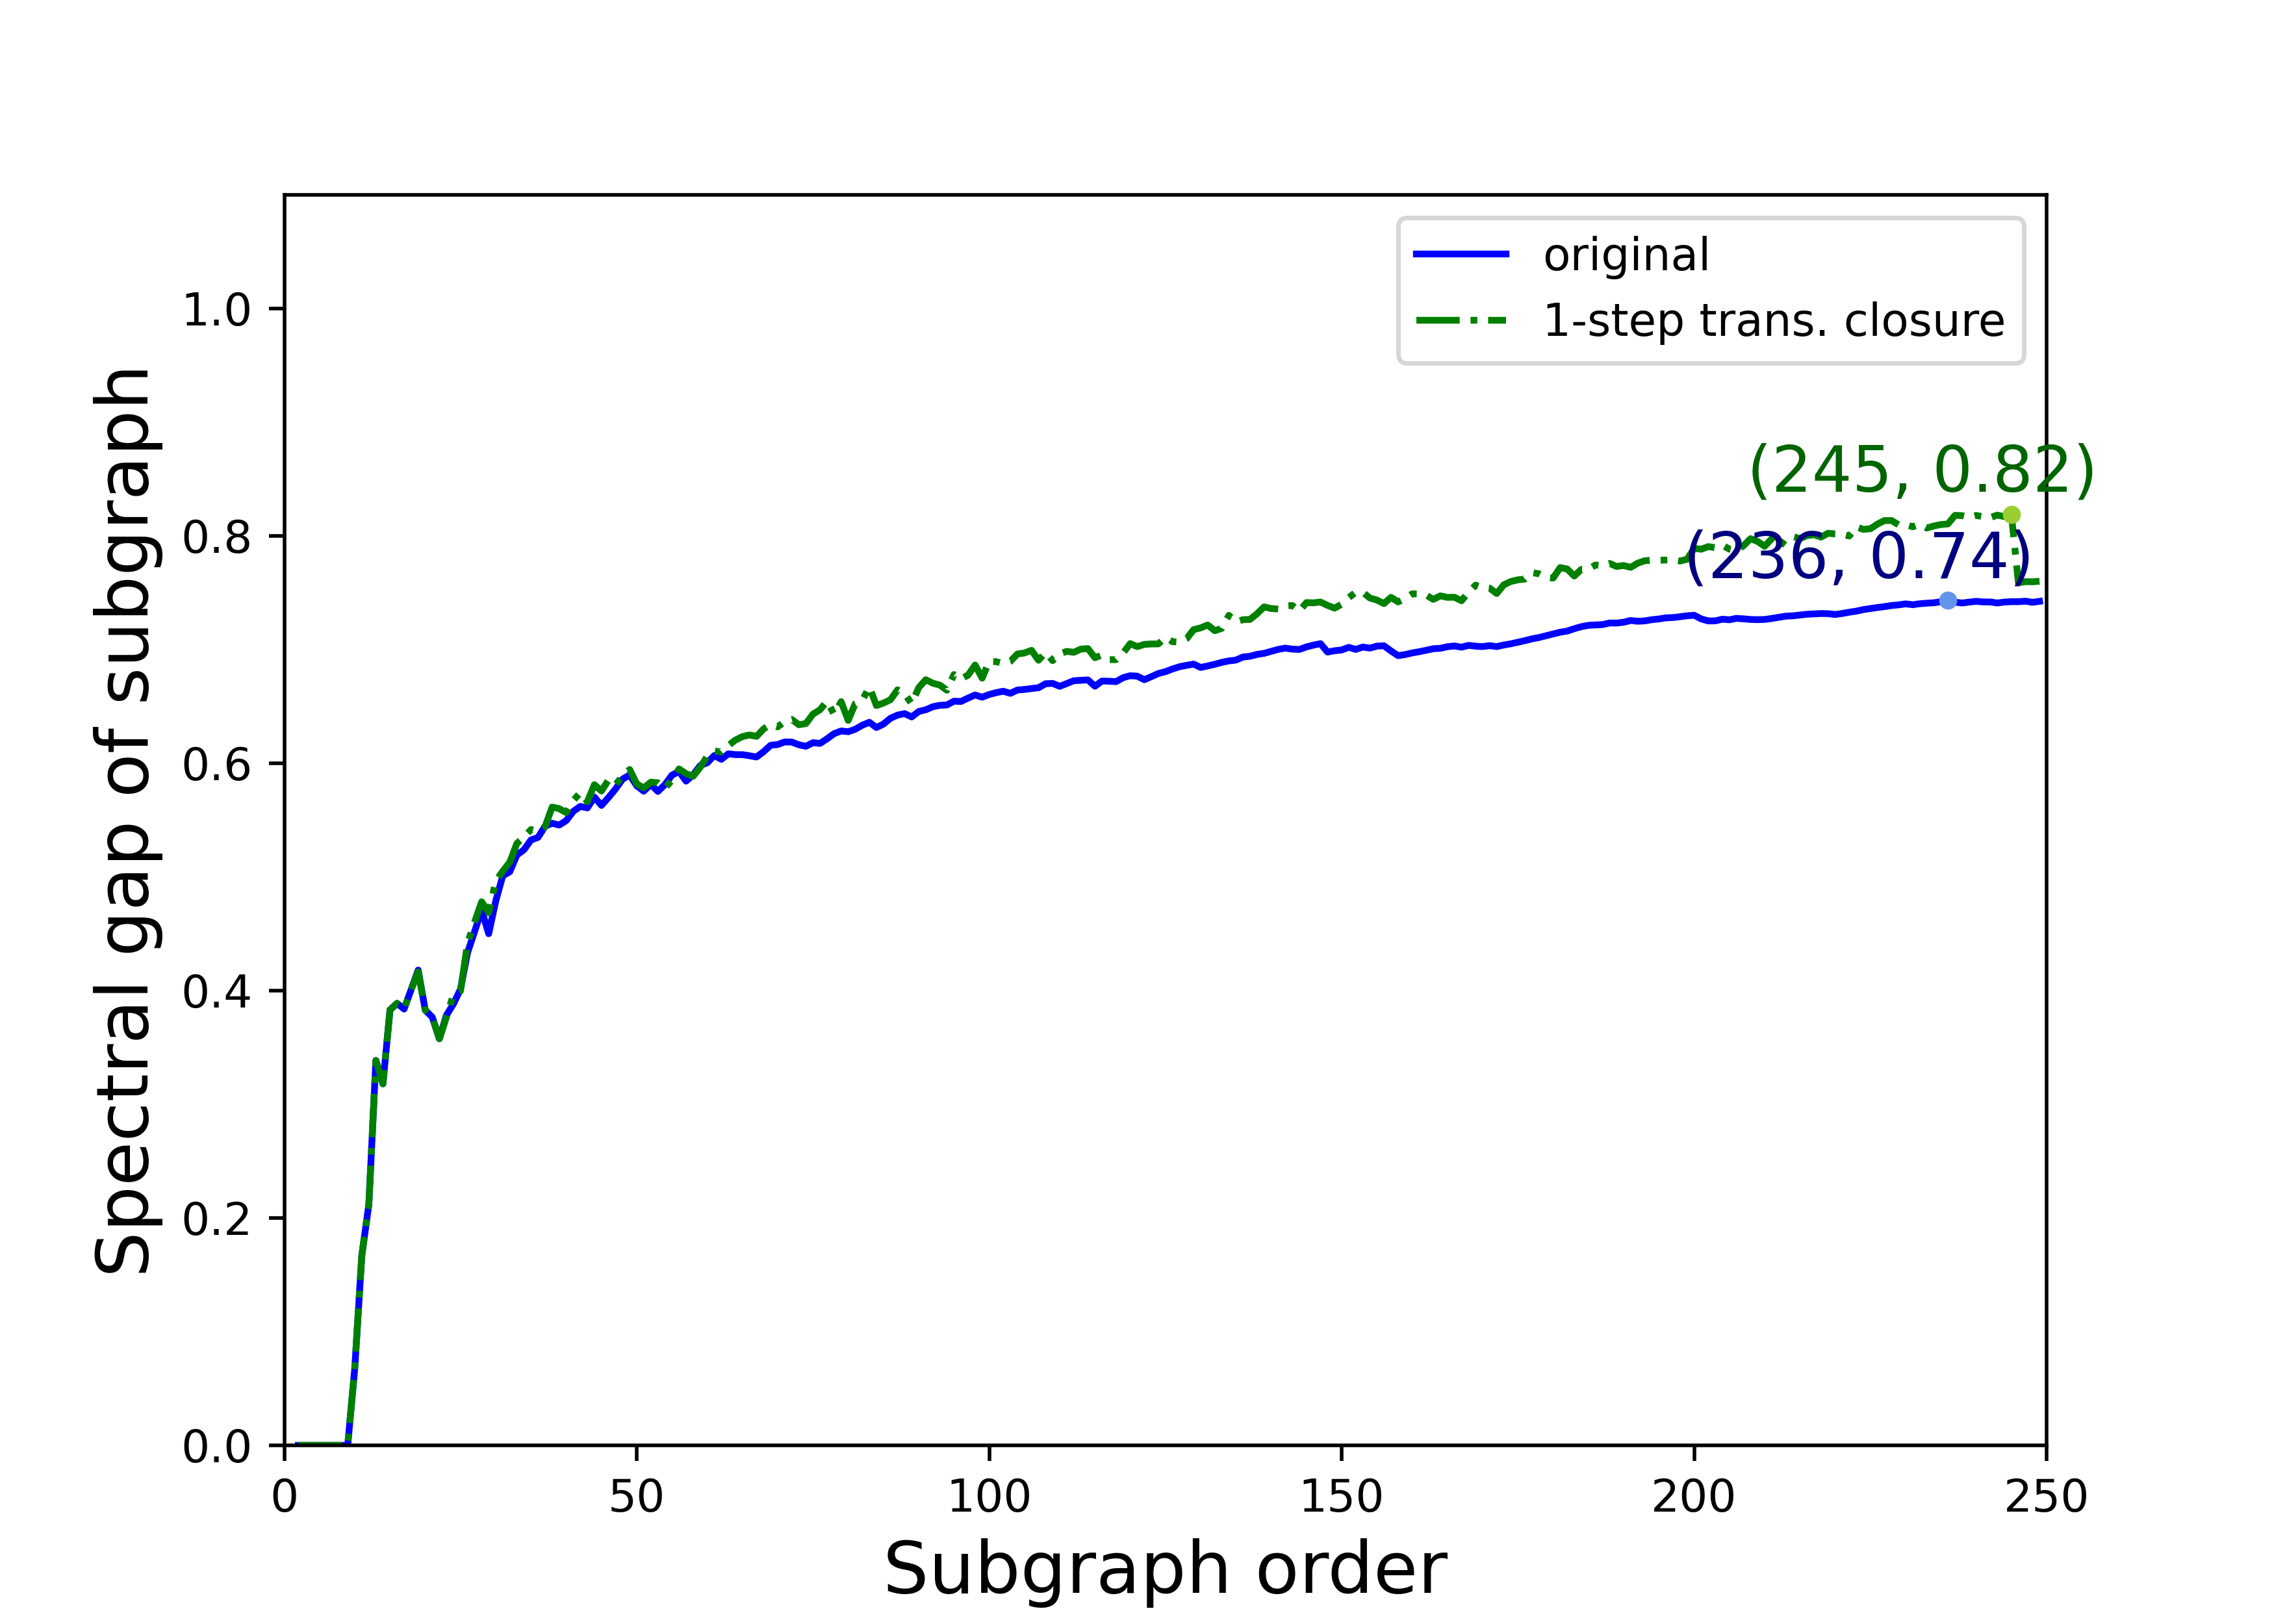 original
1-step trans. closure
(245, 0.82)
(236, 0.74)
Spectral gap of subgraph
1.0
0.8
0.6
0.4
0.2
0.0
0 50 100 150 200 250
Subgraph order